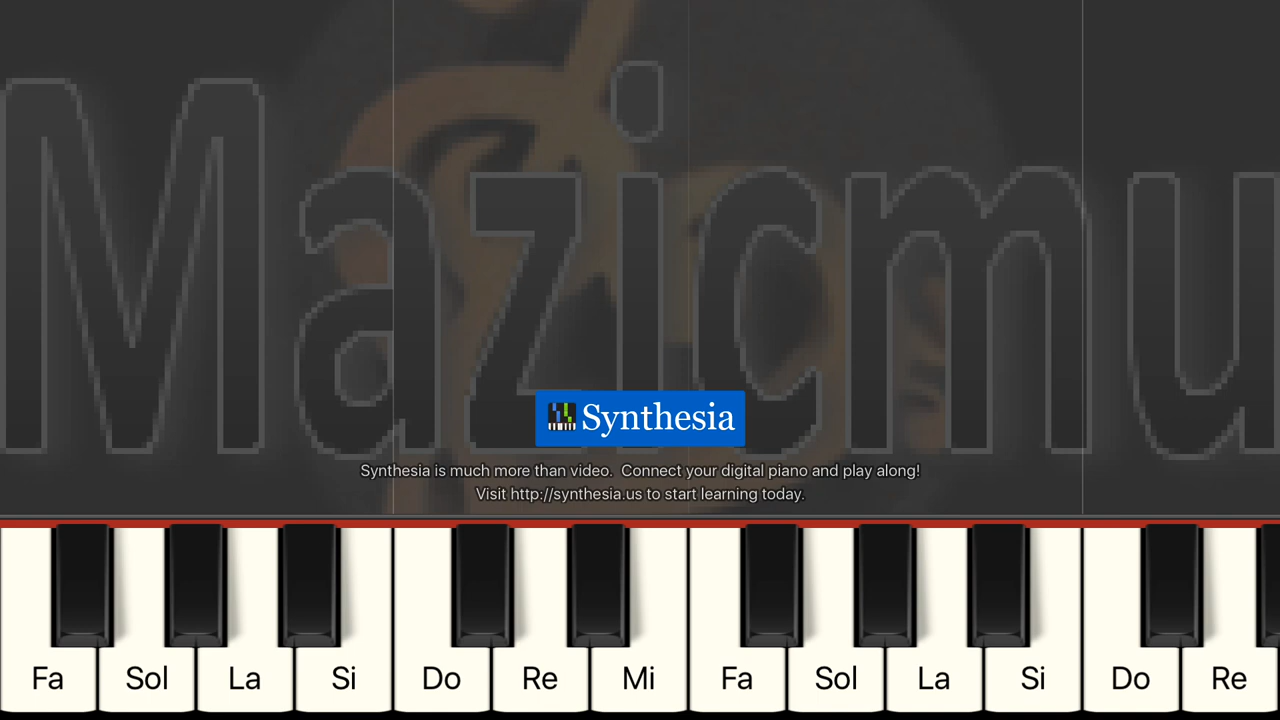 Mazicmu
Synthesia
Synthesia is much more than video. Connect your digital piano and play along!
Visit http://synthesia.us to start learning today.
Fa Sol La Si Do Re Mi Fa Sol La Si Do Re